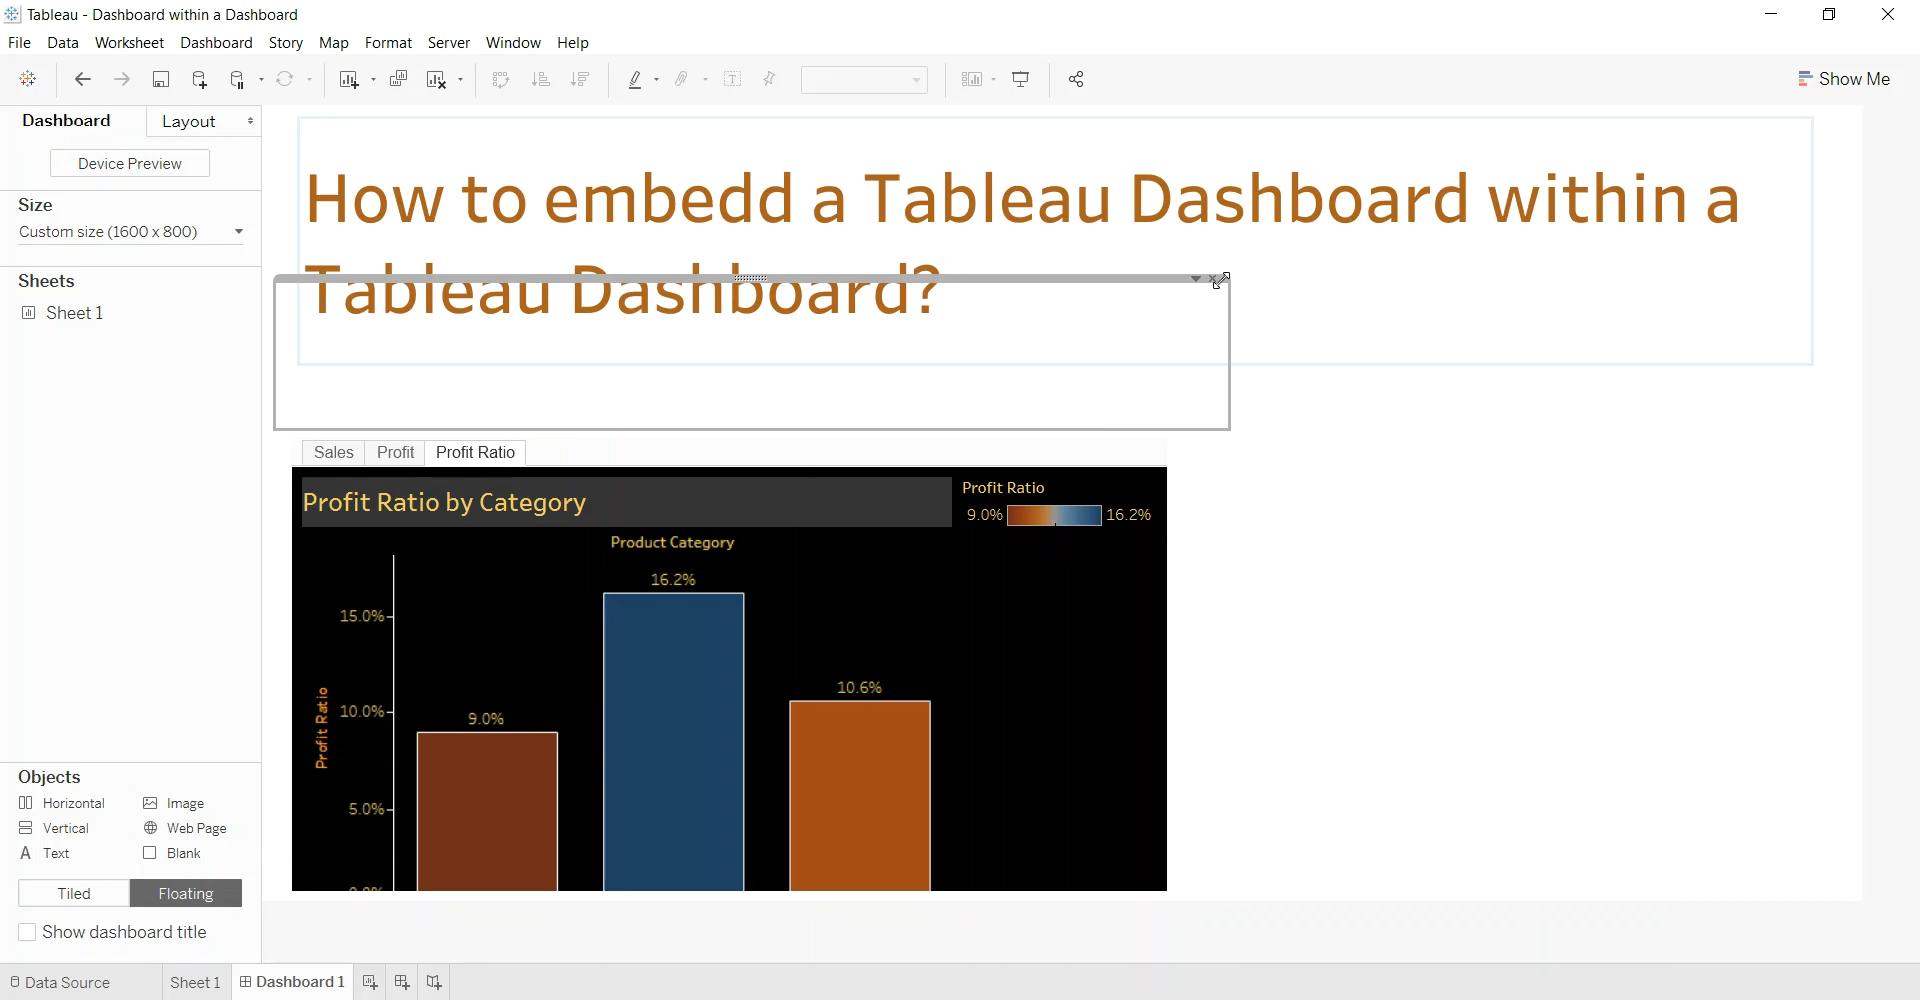 Tableau - Dashboard within a Dashboard
File Data Worksheet Dashboard Story Map Format Server Window Help
Show Me
Dashboard Layout
Device Preview
Size
Custom size (1600 x 800)
Sheets
Sheet 1
How to embedd a Tableau Dashboard within a
Tableau Dashboard?
Sales Profit Profit Ratio
Profit Ratio by Category
Profit Ratio
9.0% 16.2%
Product Category
16.2%
15.0%
10.6%
10.0%
9.0%
Profit Ratio
5.0%
Objects
Horizontal Image
Vertical Web Page
A Text Blank
Tiled Floating
Show dashboard title
Data Source Sheet 1 Dashboard 1